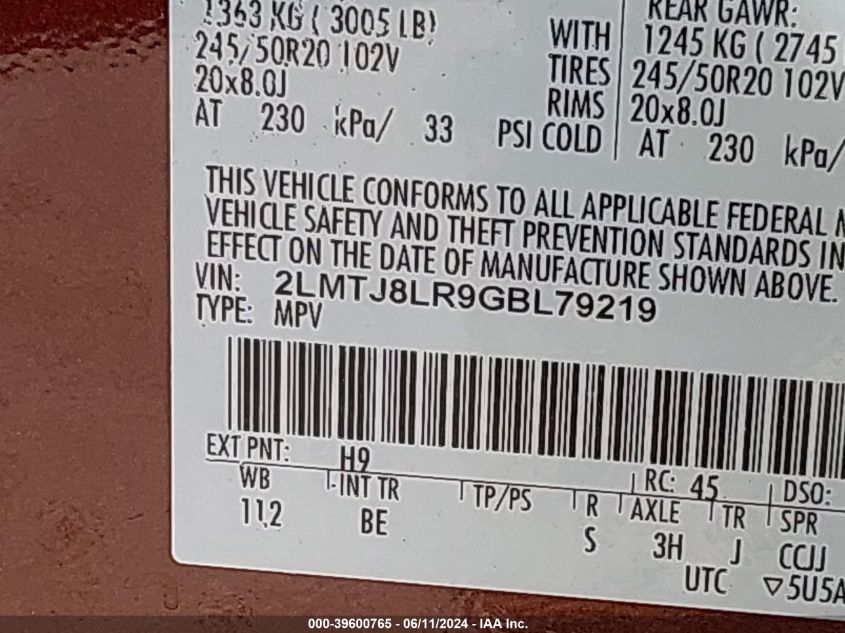 1363 KG ( 3005 LB)
245/50R20 102V
20x8.0J
AT 230 kPa/ 33 PSI COLD
WITH
TIRES
RIMS
REAR GAWR:
1245 KG ( 2745
245/50R20 102V
20x8.0J
AT 230 kPa/
THIS VEHICLE CONFORMS TO ALL APPLICABLE FEDERAL
VEHICLE SAFETY AND THEFT PREVENTION STANDARDS IN
EFFECT ON THE DATE OF MANUFACTURE SHOWN ABOVE.
VIN: 2LMTJ8LR9GBL79219
TYPE: MPV
EXT PNT: H9 RC: 45 DSO:
WB INT TR TP/PS R AXLE TR SPR
112 BE S 3H J CCJJ
UTC ▽5U5A
000-39600765 - 06/11/2024 - IAA Inc.